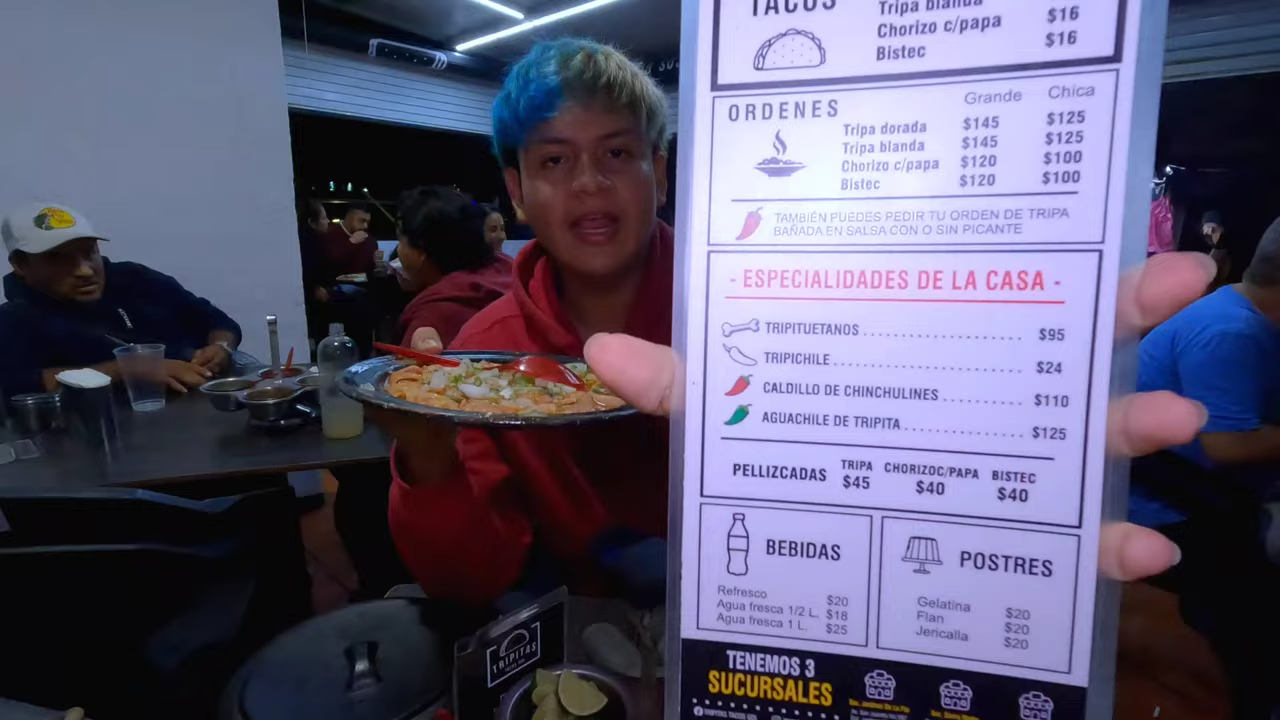 TACOS
Tripa blanda
Chorizo c/papa $16
Bistec $16
ORDENES Grande Chica
Tripa dorada $145 $125
Tripa blanda $145 $125
Chorizo c/papa $120 $100
Bistec $120 $100
TAMBIÉN PUEDES PEDIR TU ORDEN DE TRIPA
BAÑADA EN SALSA CON O SIN PICANTE
- ESPECIALIDADES DE LA CASA -
TRIPITUETANOS ........................ $95
TRIPICHILE ............................ $24
CALDILLO DE CHINCHULINES ............ $110
AGUACHILE DE TRIPITA ................. $125
PELLIZCADAS TRIPA CHORIZOC/PAPA BISTEC
$45 $40 $40
BEBIDAS
Refresco $20
Agua fresca 1/2 L. $18
Agua fresca 1 L. $25
POSTRES
Gelatina $20
Flan $20
Jericalla $20
TENEMOS 3
SUCURSALES
TRIPITAS